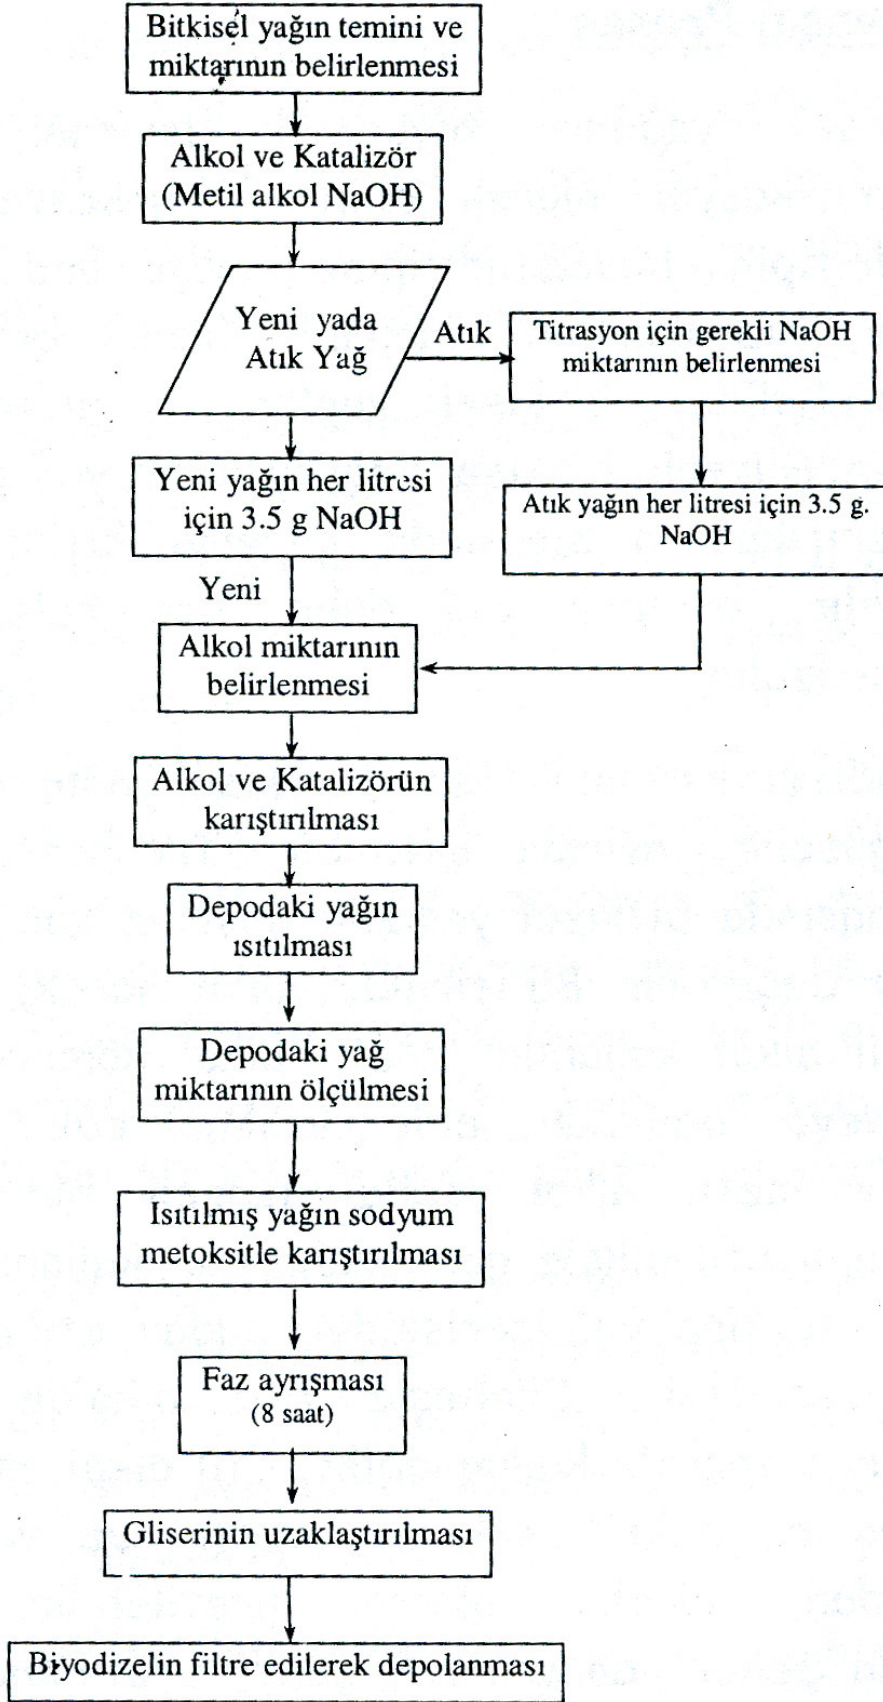 Bitkisel yağın temini ve
miktarının belirlenmesi
Alkol ve Katalizör
(Metil alkol NaOH)
Yeni yada
Atık Yağ
Atık
Titrasyon için gerekli NaOH
miktarının belirlenmesi
Yeni yağın her litresi
için 3.5 g NaOH
Atık yağın her litresi için 3.5 g.
NaOH
Yeni
Alkol miktarının
belirlenmesi
Alkol ve Katalizörün
karıştırılması
Depodaki yağın
ısıtılması
Depodaki yağ
miktarının ölçülmesi
Isıtılmış yağın sodyum
metoksitle karıştırılması
Faz ayrışması
(8 saat)
Gliserinin uzaklaştırılması
Biyodizelin filtre edilerek depolanması